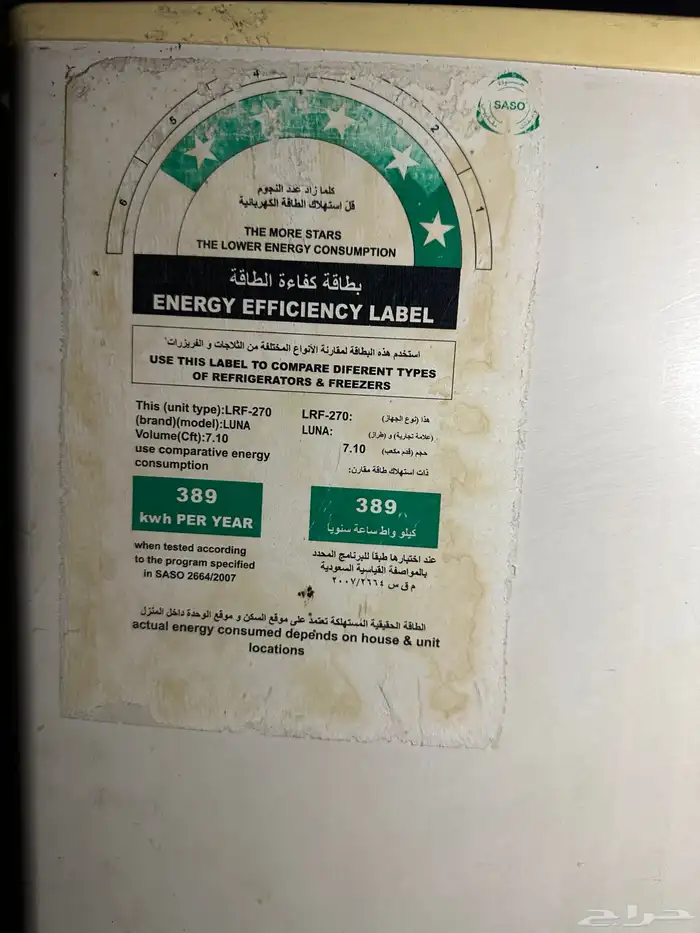 SASO
1
2
3
4
5
6
كلما زاد عدد النجوم
قل استهلاك الطاقة الكهربائية
THE MORE STARS
THE LOWER ENERGY CONSUMPTION
بطاقة كفاءة الطاقة
ENERGY EFFICIENCY LABEL
استخدم هذه البطاقة لمقارنة الأنواع المختلفة من الثلاجات و الفريزرات
USE THIS LABEL TO COMPARE DIFERENT TYPES
OF REFRIGERATORS & FREEZERS
This (unit type):LRF-270
(brand)(model):LUNA
Volume(Cft):7.10
use comparative energy
consumption
389
kwh PER YEAR
when tested according
to the program specified
in SASO 2664/2007
هذا (نوع الجهاز) LRF-270:
(علامة تجارية) و (طراز) LUNA:
حجم (قدم مكعب) 7.10
ذات استهلاك طاقة مقارن:
389
كيلو واط ساعة سنوياً
عند اختبارها طبقاً للبرنامج المحدد
بالمواصفة القياسية السعودية
م ق س ٢٠٠٧/٢٦٦٤
الطاقة الحقيقية المستهلكة تعتمد على موقع السكن و موقع الوحدة داخل المنزل
actual energy consumed depends on house & unit
locations
حراج